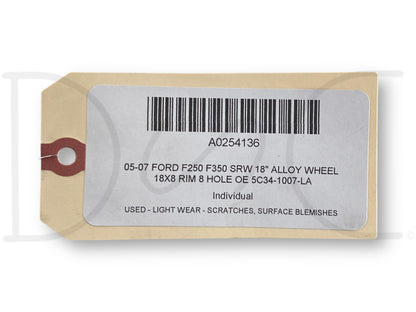 A0254136
05-07 FORD F250 F350 SRW 18" ALLOY WHEEL
18X8 RIM 8 HOLE OE 5C34-1007-LA
Individual
USED - LIGHT WEAR - SCRATCHES, SURFACE BLEMISHES